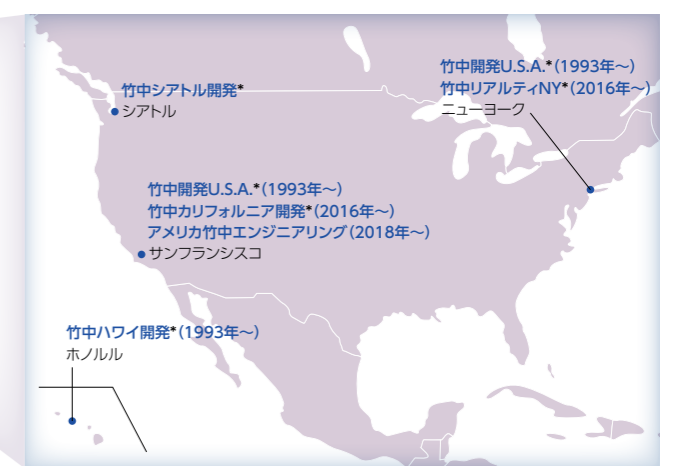 竹中シアトル開発*
シアトル
竹中開発U.S.A.*(1993年〜)
竹中リアルティNY*(2016年〜)
ニューヨーク
竹中開発U.S.A.*(1993年〜)
竹中カリフォルニア開発*(2016年〜)
アメリカ竹中エンジニアリング(2018年〜)
サンフランシスコ
竹中ハワイ開発*(1993年〜)
ホノルル